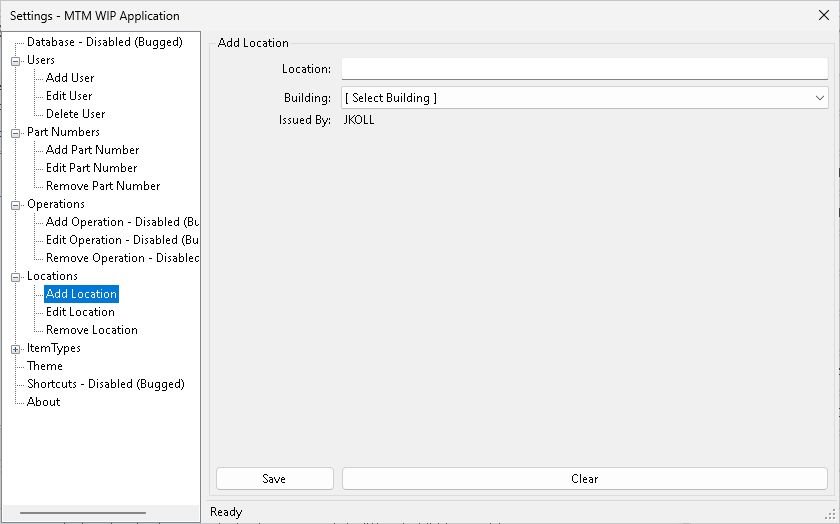 Settings - MTM WIP Application
Database - Disabled (Bugged)
Users
Add User
Edit User
Delete User
Part Numbers
Add Part Number
Edit Part Number
Remove Part Number
Operations
Add Operation - Disabled (Bu
Edit Operation - Disabled (Bu
Remove Operation - Disabled
Locations
Add Location
Edit Location
Remove Location
ItemTypes
Theme
Shortcuts - Disabled (Bugged)
About
Add Location
Location:
Building: [ Select Building ]
Issued By: JKOLL
Save Clear
Ready